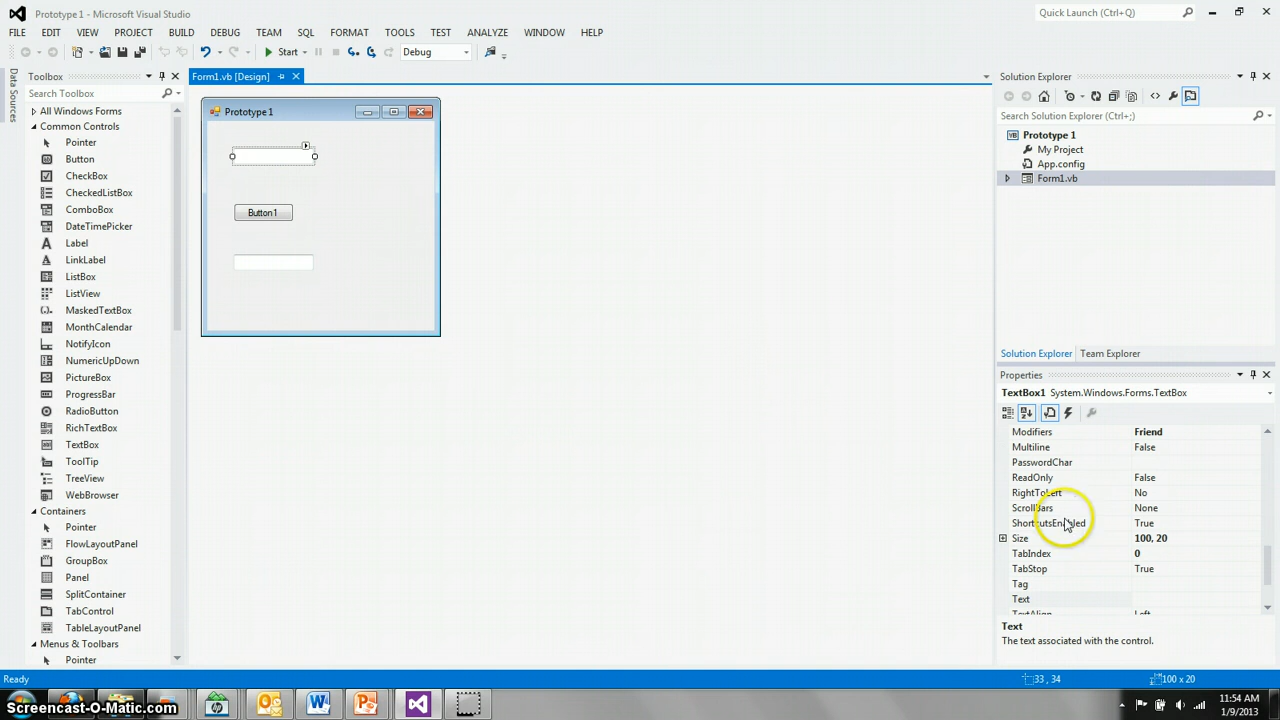 Prototype 1 - Microsoft Visual Studio
Quick Launch (Ctrl+Q)
FILE EDIT VIEW PROJECT BUILD DEBUG TEAM SQL FORMAT TOOLS TEST ANALYZE WINDOW HELP
Start
Debug
Data Sources
Toolbox
Search Toolbox
All Windows Forms
Common Controls
Pointer
Button
CheckBox
CheckedListBox
ComboBox
DateTimePicker
Label
LinkLabel
ListBox
ListView
MaskedTextBox
MonthCalendar
NotifyIcon
NumericUpDown
PictureBox
ProgressBar
RadioButton
RichTextBox
TextBox
ToolTip
TreeView
WebBrowser
Containers
Pointer
FlowLayoutPanel
GroupBox
Panel
SplitContainer
TabControl
TableLayoutPanel
Menus & Toolbars
Pointer
Form1.vb [Design]
Prototype 1
Button1
Solution Explorer
Search Solution Explorer (Ctrl+;)
Prototype 1
My Project
App.config
Form1.vb
Solution Explorer Team Explorer
Properties
TextBox1 System.Windows.Forms.TextBox
Modifiers Friend
Multiline False
PasswordChar
ReadOnly False
RightToLeft No
ScrollBars None
ShortcutsEnabled True
Size 100, 20
TabIndex 0
TabStop True
Tag
Text
TextAlign Left
Text
The text associated with the control.
Ready
33 , 34
100 x 20
Screencast-O-Matic.com
11:54 AM
1/9/2013